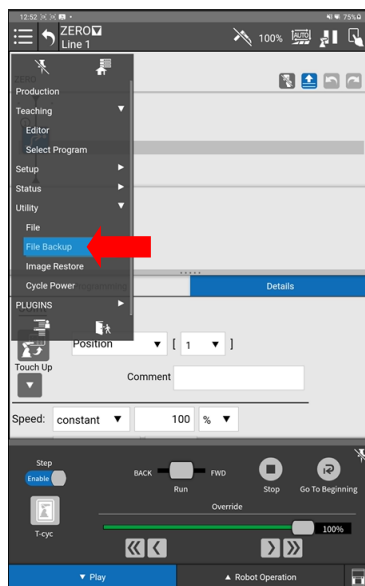 12:52
75%
ZERO
Line 1
100%
AUTO
ZERO
Production
Teaching
Editor
Select Program
Setup
Status
Utility
File
File Backup
Image Restore
Cycle Power
PLUGINS
Details
Position [ 1 ]
Touch Up
Comment
Speed: constant 100 %
Step
Enable
BACK FWD
Run
Stop
Go To Beginning
T-cyc
Override
100%
Play
Robot Operation